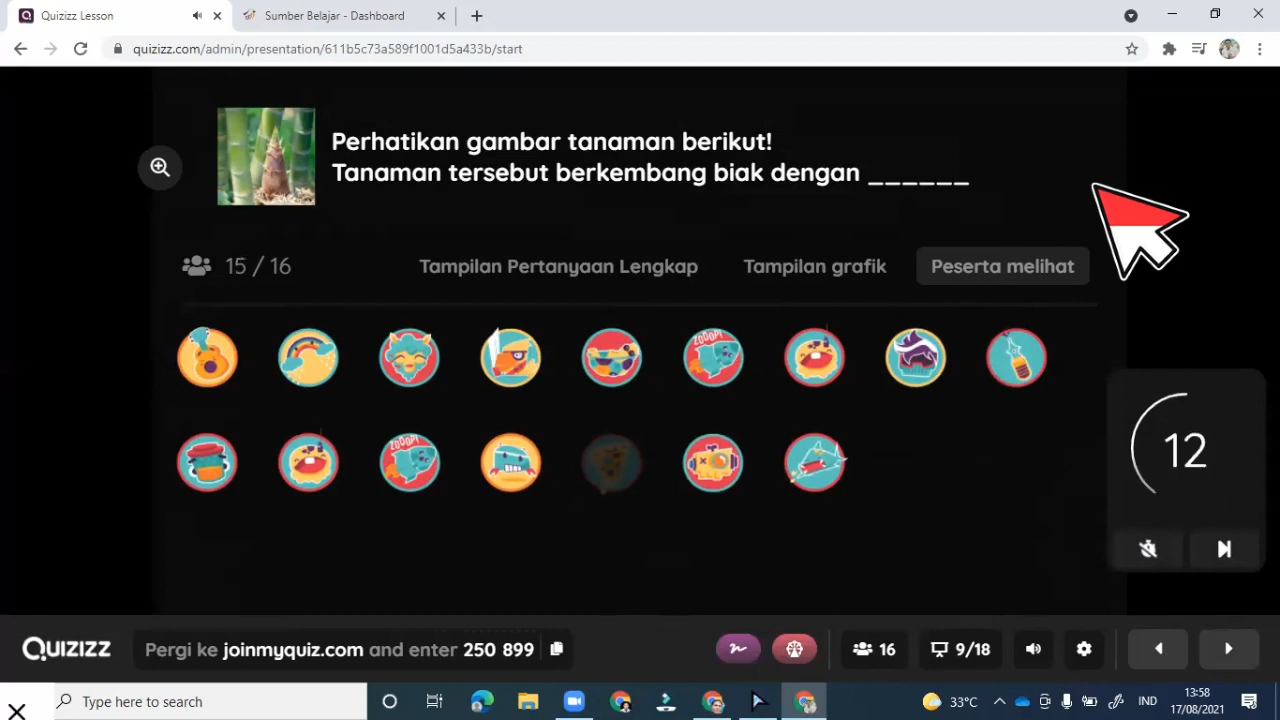 Quizizz Lesson
Sumber Belajar - Dashboard
quizizz.com/admin/presentation/611b5c73a589f1001d5a433b/start
Perhatikan gambar tanaman berikut!
Tanaman tersebut berkembang biak dengan ______
15 / 16
Tampilan Pertanyaan Lengkap
Tampilan grafik
Peserta melihat
ZOOOP!
ZOOOP!
12
QUIZIZZ
Pergi ke joinmyquiz.com and enter 250 899
16
9/18
Type here to search
33°C
IND
13:58
17/08/2021